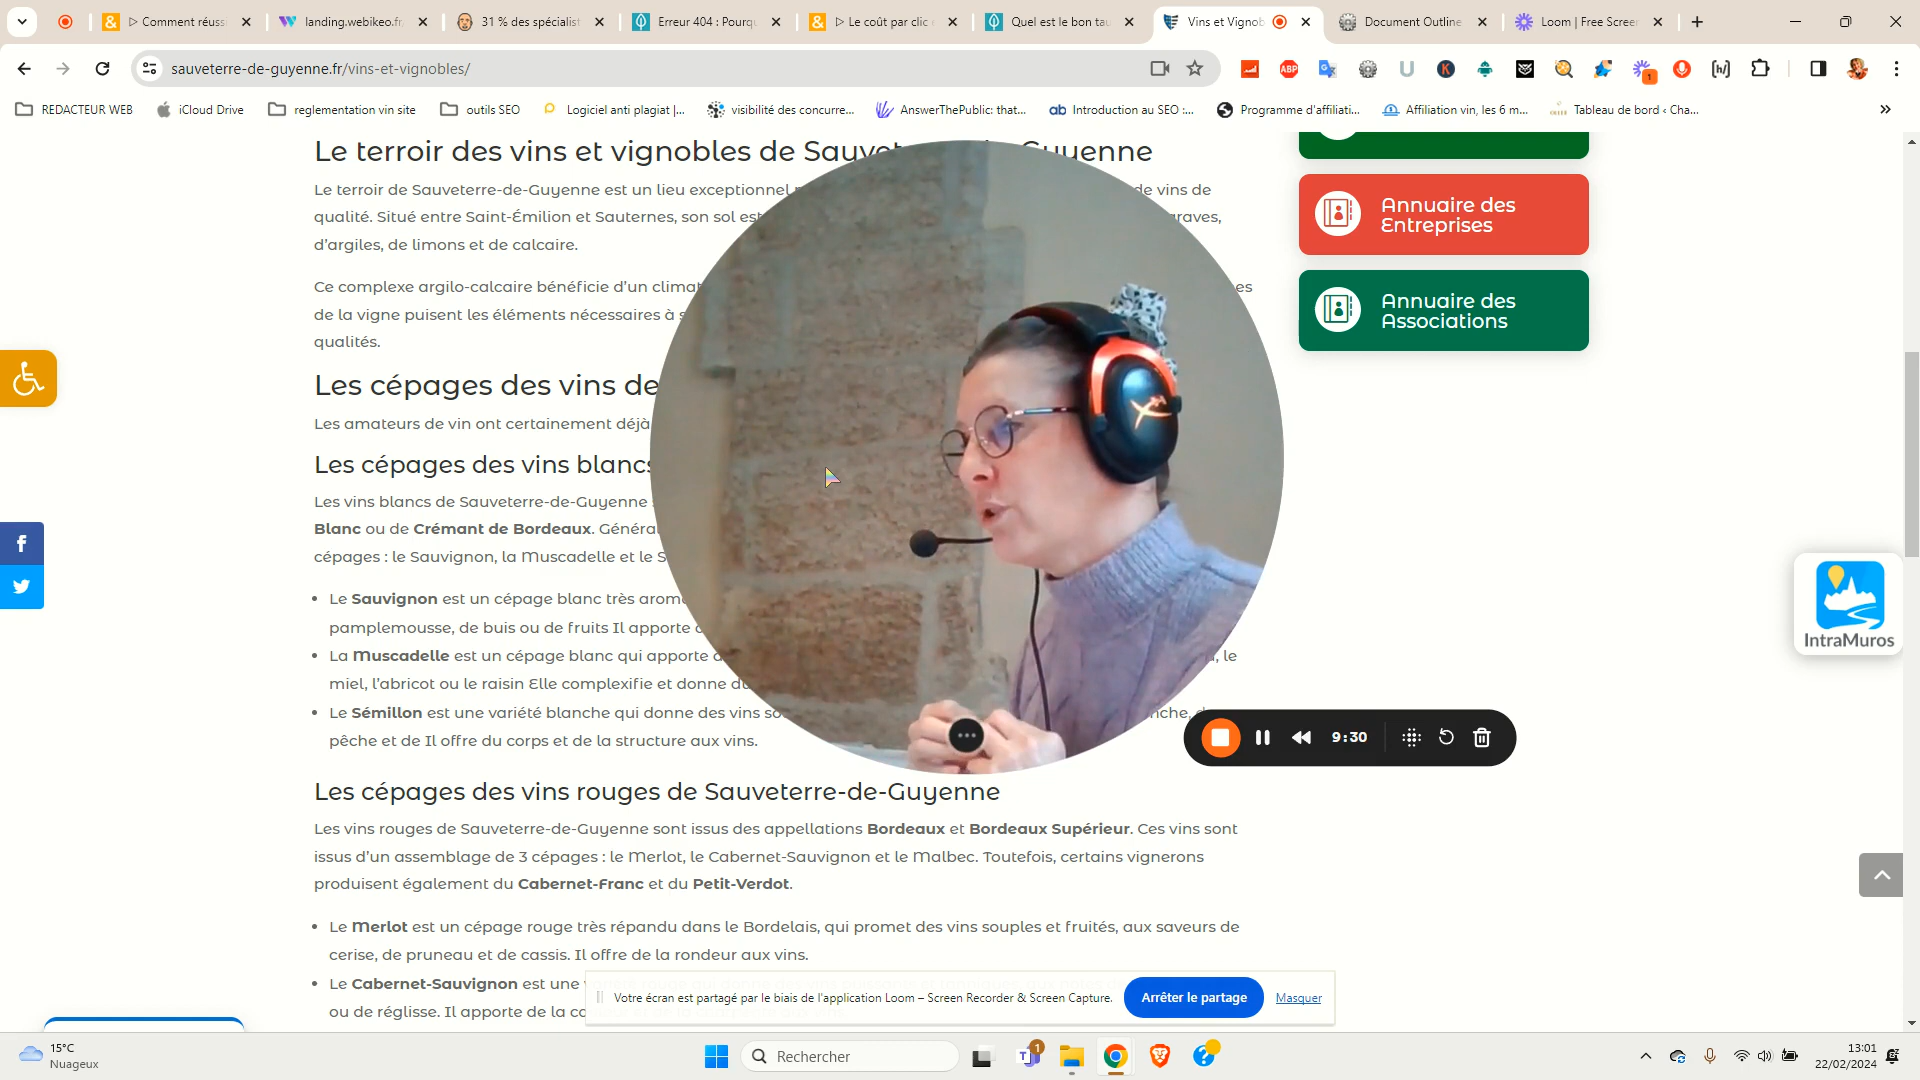 ▷ Comment réuss
landing.webikeo.fr
31 % des spécialist
Erreur 404 : Pourq
▷ Le coût par clic
Quel est le bon tau
Vins et Vignob
Document Outline
Loom | Free Scree
sauveterre-de-guyenne.fr/vins-et-vignobles/
REDACTEUR WEB
iCloud Drive
reglementation vin site
outils SEO
Logiciel anti plagiat |...
visibilité des concurre...
AnswerThePublic: that...
Introduction au SEO :...
Programme d'affiliati...
Affiliation vin, les 6 m...
Tableau de bord ‹ Cha...
Le terroir des vins et vignobles de Sauveterre-de-Guyenne
Le terroir de Sauveterre-de-Guyenne est un lieu exceptionnel de vins de
qualité. Situé entre Saint-Émilion et Sauternes, son sol est graves,
d'argiles, de limons et de calcaire.
Ce complexe argilo-calcaire bénéficie d'un climat es
de la vigne puisent les éléments nécessaires à s
qualités.
Les cépages des vins de
Les amateurs de vin ont certainement déjà
Les cépages des vins blancs
Les vins blancs de Sauveterre-de-Guyenne
Blanc ou de Crémant de Bordeaux. Généra
cépages : le Sauvignon, la Muscadelle et le S
• Le Sauvignon est un cépage blanc très arom
pamplemousse, de buis ou de fruits Il apporte
• La Muscadelle est un cépage blanc qui apporte , le
miel, l'abricot ou le raisin Elle complexifie et donne du
• Le Sémillon est une variété blanche qui donne des vins so nche, d
pêche et de Il offre du corps et de la structure aux vins.
Les cépages des vins rouges de Sauveterre-de-Guyenne
Les vins rouges de Sauveterre-de-Guyenne sont issus des appellations Bordeaux et Bordeaux Supérieur. Ces vins sont
issus d'un assemblage de 3 cépages : le Merlot, le Cabernet-Sauvignon et le Malbec. Toutefois, certains vignerons
produisent également du Cabernet-Franc et du Petit-Verdot.
• Le Merlot est un cépage rouge très répandu dans le Bordelais, qui promet des vins souples et fruités, aux saveurs de
cerise, de pruneau et de cassis. Il offre de la rondeur aux vins.
• Le Cabernet-Sauvignon est une
ou de réglisse. Il apporte de la
Annuaire des
Entreprises
Annuaire des
Associations
IntraMuros
9:30
Votre écran est partagé par le biais de l'application Loom – Screen Recorder & Screen Capture.
Arrêter le partage
Masquer
15°C
Nuageux
Rechercher
1
13:01
22/02/2024